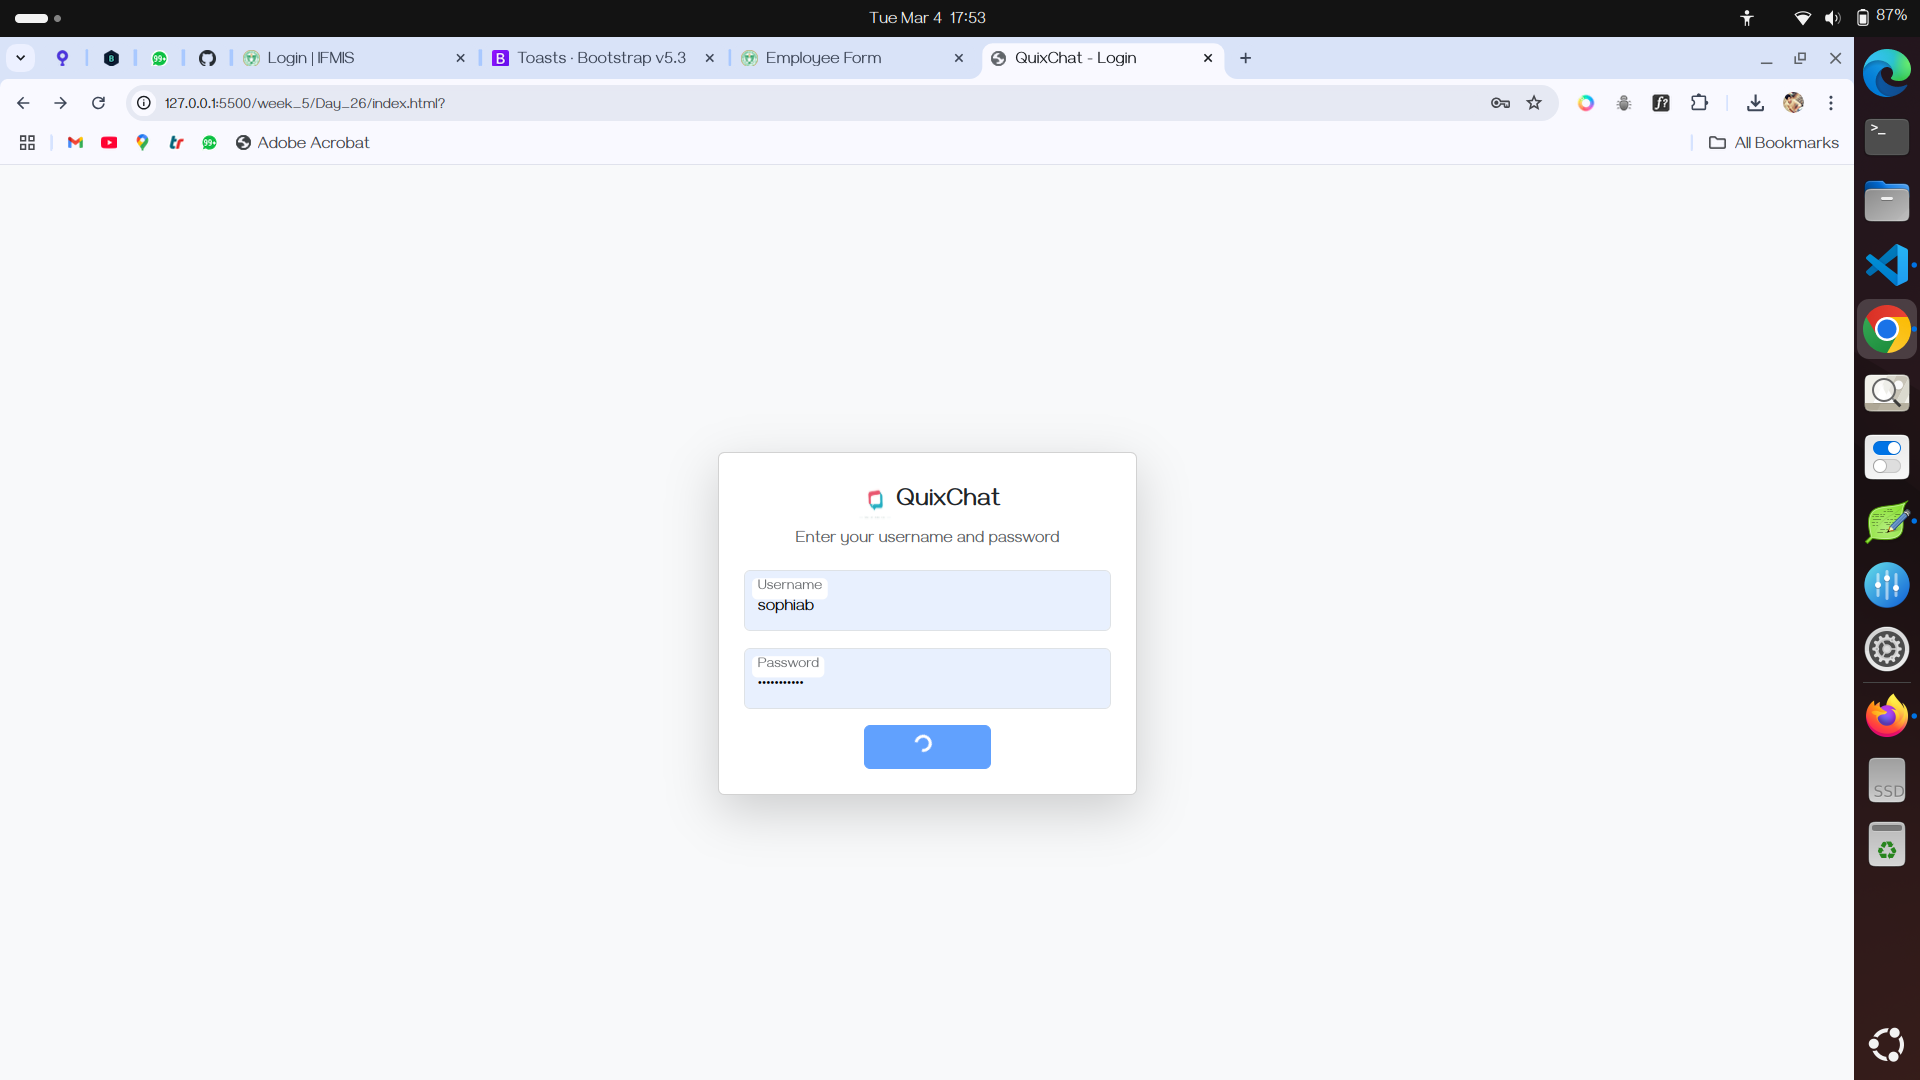 Tue Mar 4 17:53
87%
Login | IFMIS
Toasts · Bootstrap v5.3
Employee Form
QuixChat - Login
127.0.0.1:5500/week_5/Day_26/index.html?
Adobe Acrobat
All Bookmarks
QuixChat
Enter your username and password
Username
sophiab
Password
•••••••••••
SSD